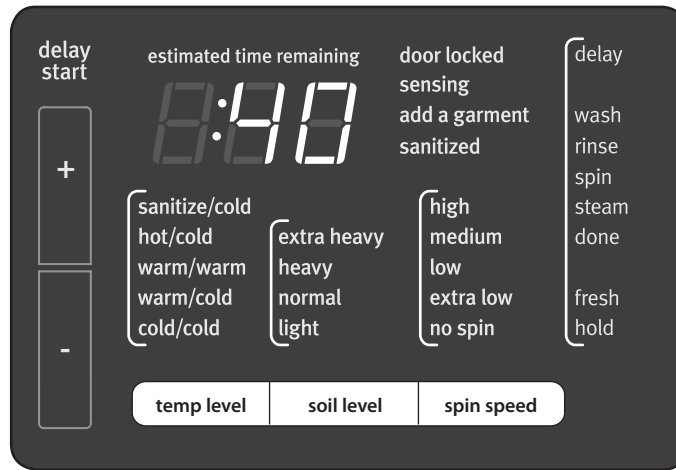 delay
start
+
-
estimated time remaining
:40
door locked
sensing
add a garment
sanitized
delay
wash
rinse
spin
steam
done
fresh
hold
sanitize/cold
hot/cold
warm/warm
warm/cold
cold/cold
extra heavy
heavy
normal
light
high
medium
low
extra low
no spin
temp level
soil level
spin speed